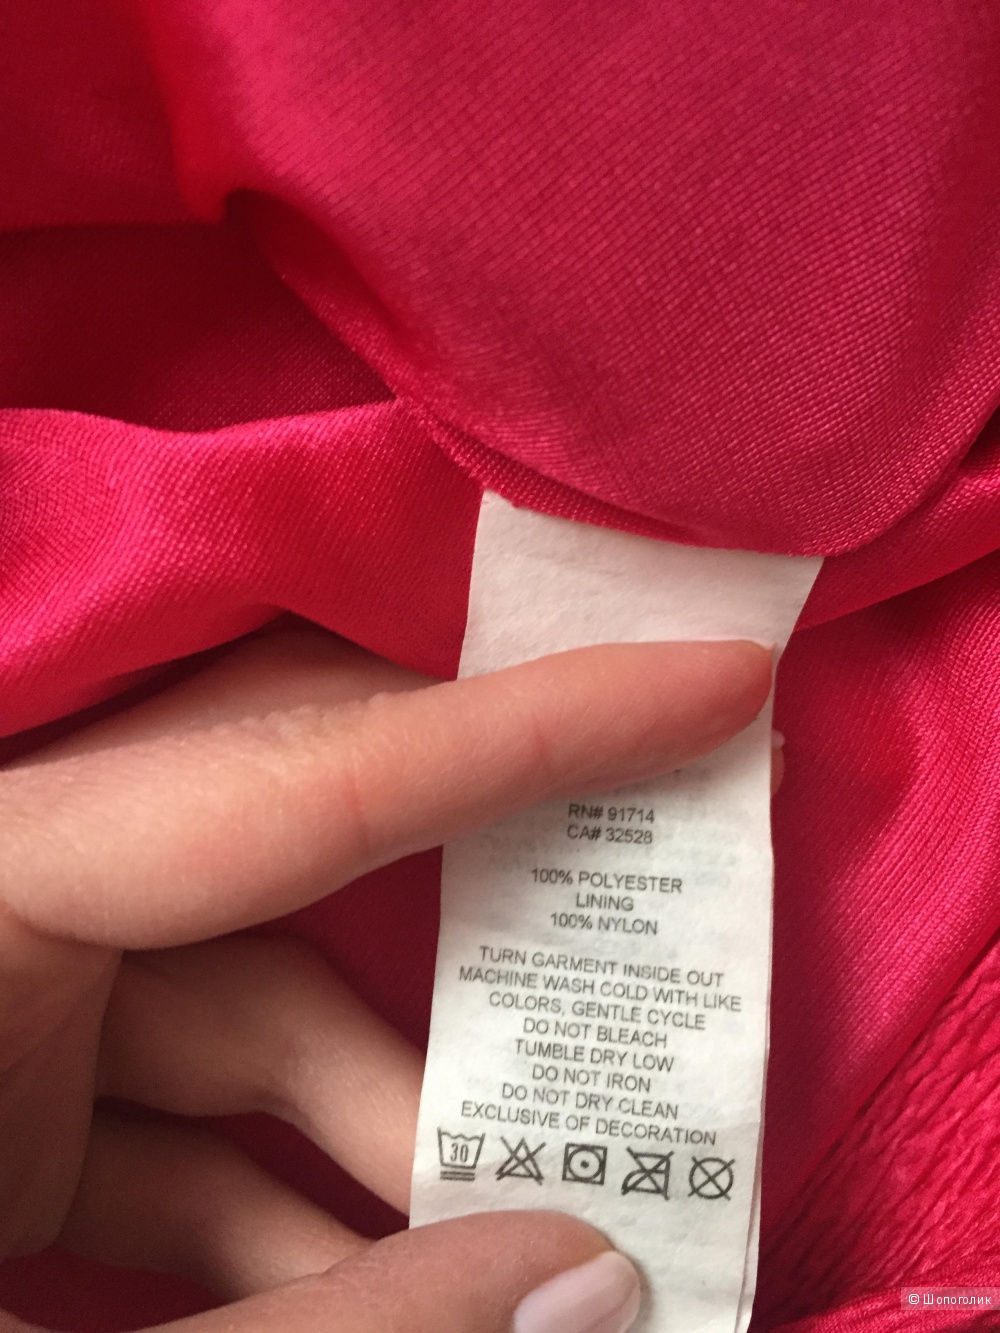 RN# 91714
CA# 32528
100% POLYESTER
LINING
100% NYLON
TURN GARMENT INSIDE OUT
MACHINE WASH COLD WITH LIKE
COLORS, GENTLE CYCLE
DO NOT BLEACH
TUMBLE DRY LOW
DO NOT IRON
DO NOT DRY CLEAN
EXCLUSIVE OF DECORATION
30
© Шопоголик